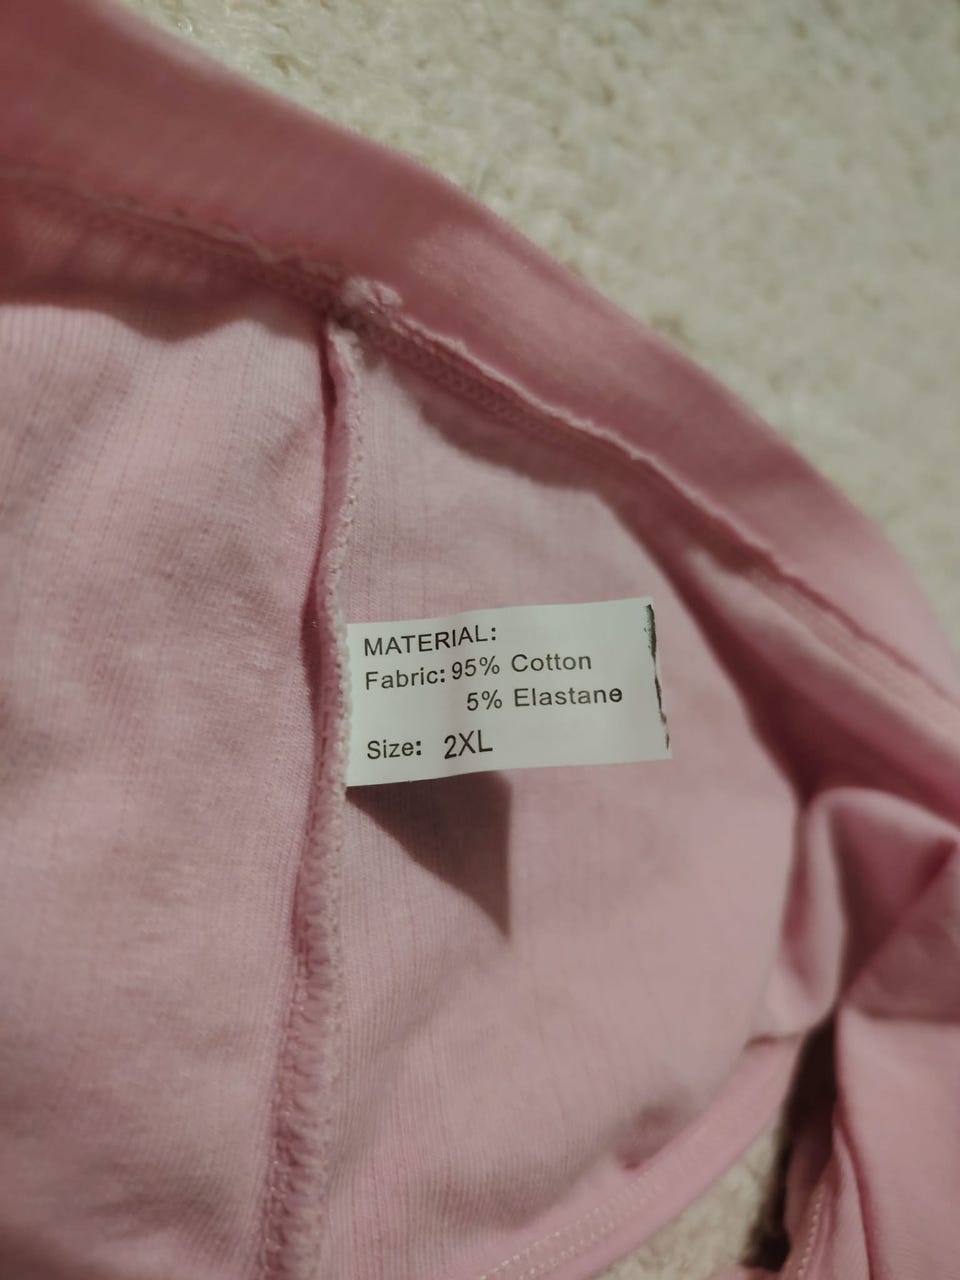 MATERIAL:
Fabric: 95% Cotton
5% Elastane
Size: 2XL